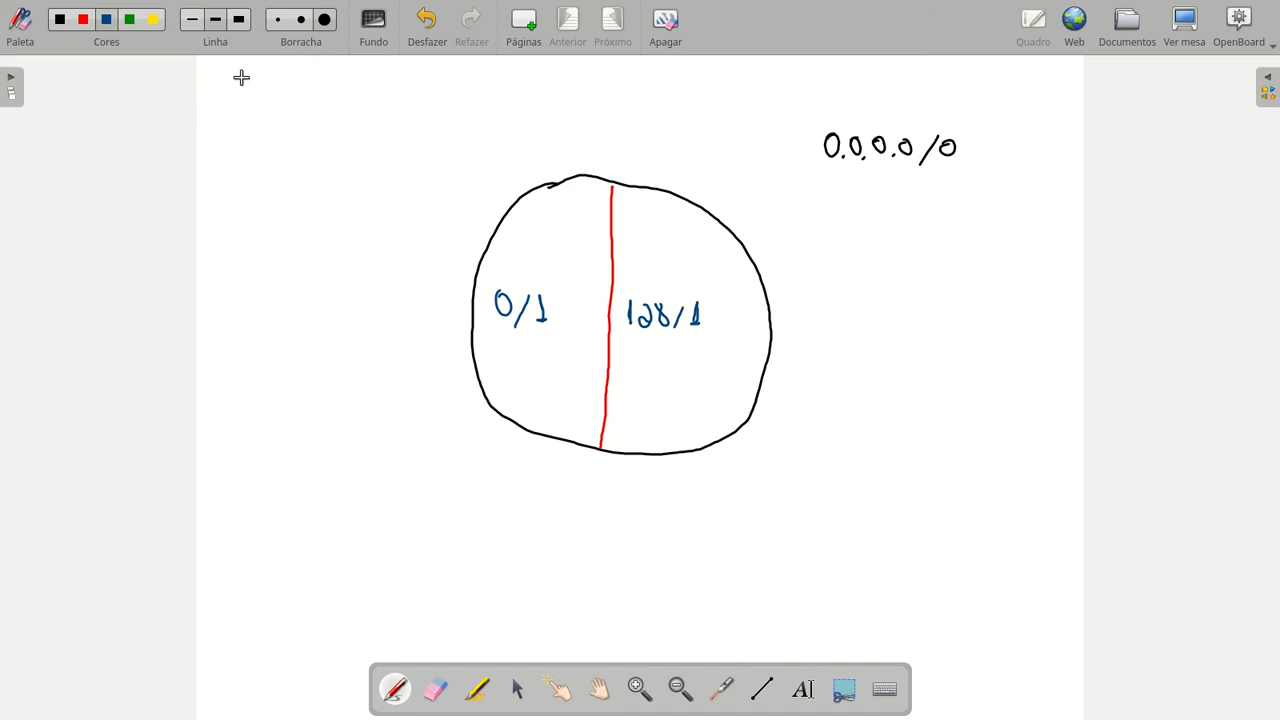 Paleta Cores Linha Borracha Fundo Desfazer Refazer Páginas Anterior Próximo Apagar Quadro Web Documentos Ver mesa OpenBoard
0.0.0.0/0
0/1 128/1
AI